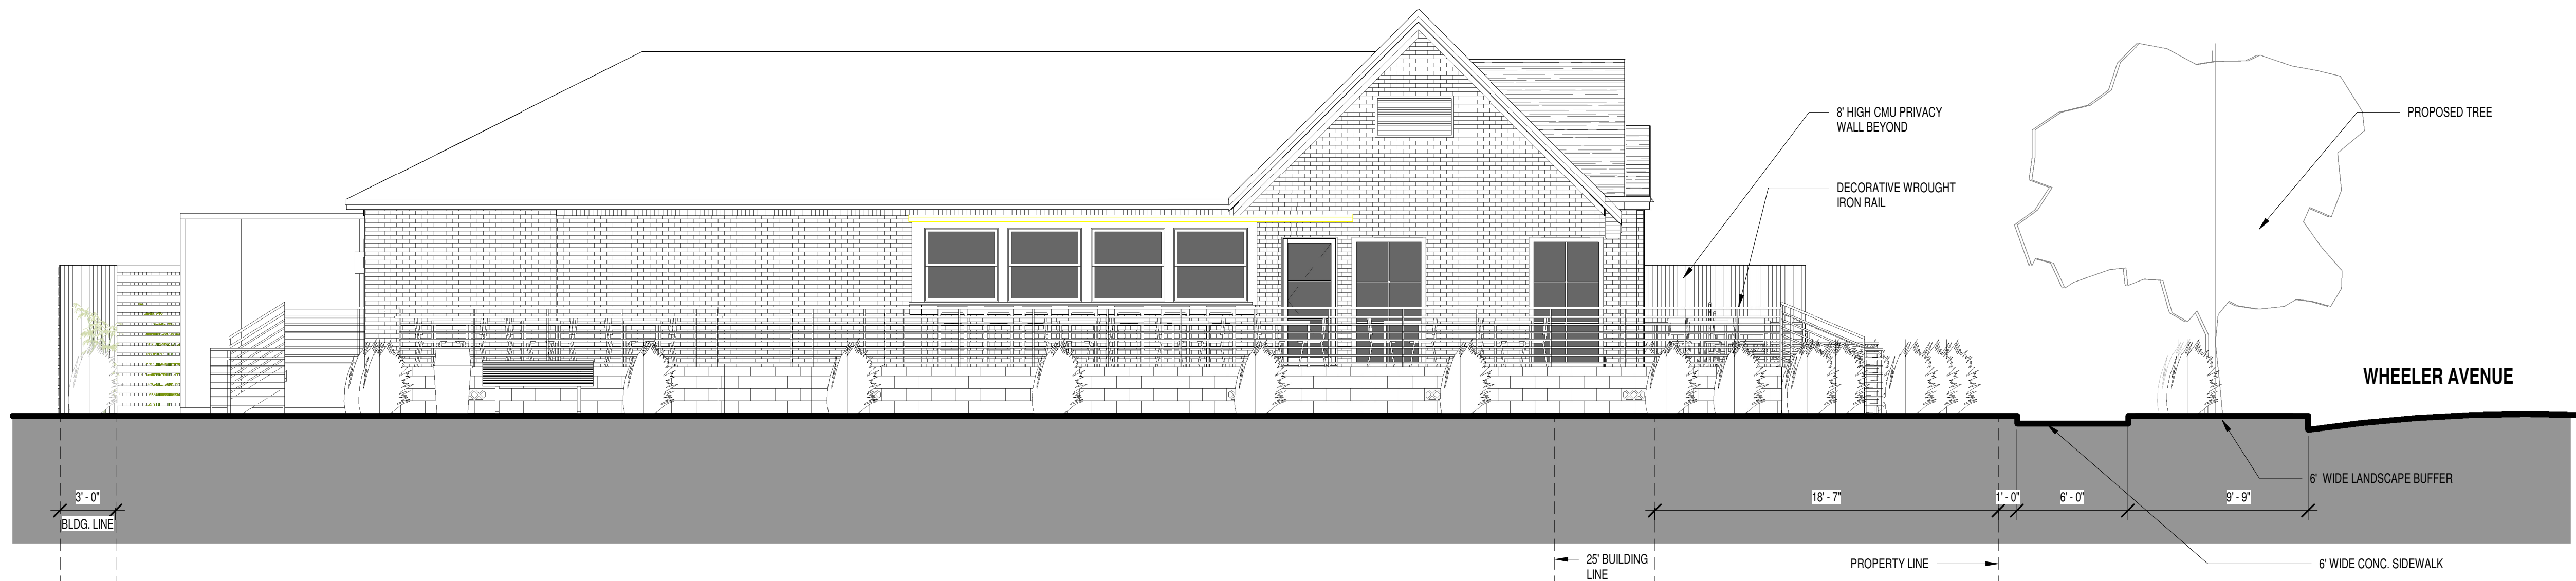 8' HIGH CMU PRIVACY
WALL BEYOND
PROPOSED TREE
DECORATIVE WROUGHT
IRON RAIL
WHEELER AVENUE
6' WIDE LANDSCAPE BUFFER
3' - 0"
18' - 7"
1' - 0"
6' - 0"
9' - 9"
BLDG. LINE
25' BUILDING
LINE
PROPERTY LINE
6' WIDE CONC. SIDEWALK